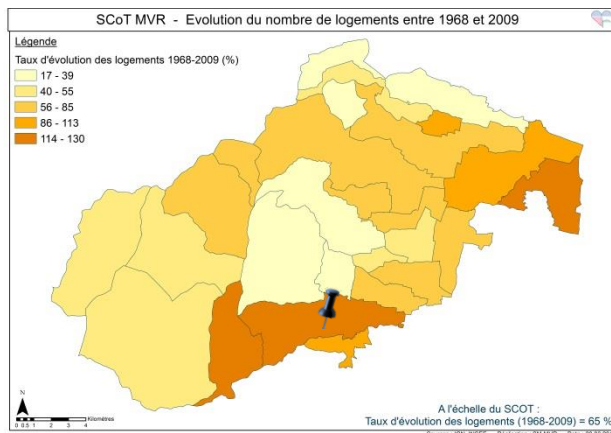 SCoT MVR - Evolution du nombre de logements entre 1968 et 2009
Légende
Taux d'évolution des logements 1968-2009 (%)
17 - 39
40 - 55
56 - 85
86 - 113
114 - 130
N
0 0,5 1 2 3 4
Kilomètres
A l'échelle du SCOT :
Taux d'évolution des logements (1968-2009) = 65 %